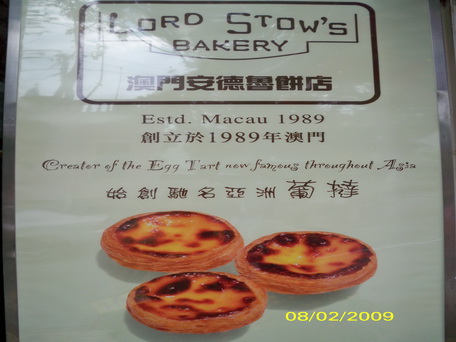 LORD STOW'S
BAKERY
澳門安德魯餅店
Estd. Macau 1989
創立於1989年澳門
Creator of the Egg Tart now famous throughout Asia
始創馳名亞洲葡撻
08/02/2009